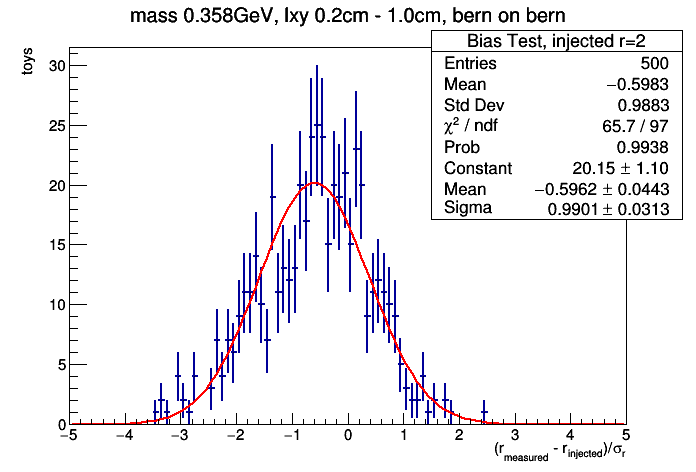 mass 0.358GeV, lxy 0.2cm - 1.0cm, bern on bern
toys
Bias Test, injected r=2
Entries 500
Mean −0.5983
Std Dev 0.9883
χ² / ndf 65.7 / 97
Prob 0.9938
Constant 20.15 ± 1.10
Mean −0.5962 ± 0.0443
Sigma 0.9901 ± 0.0313
30
25
20
15
10
5
0
−5 −4 −3 −2 −1 0 1 2 3 4 5
(r_measured - r_injected)/σ_r